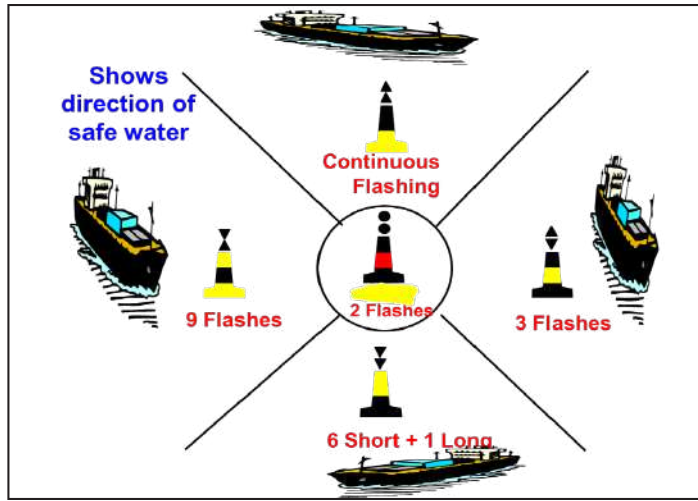 Shows
direction of
safe water
Continuous
Flashing
9 Flashes
2 Flashes
3 Flashes
6 Short + 1 Long